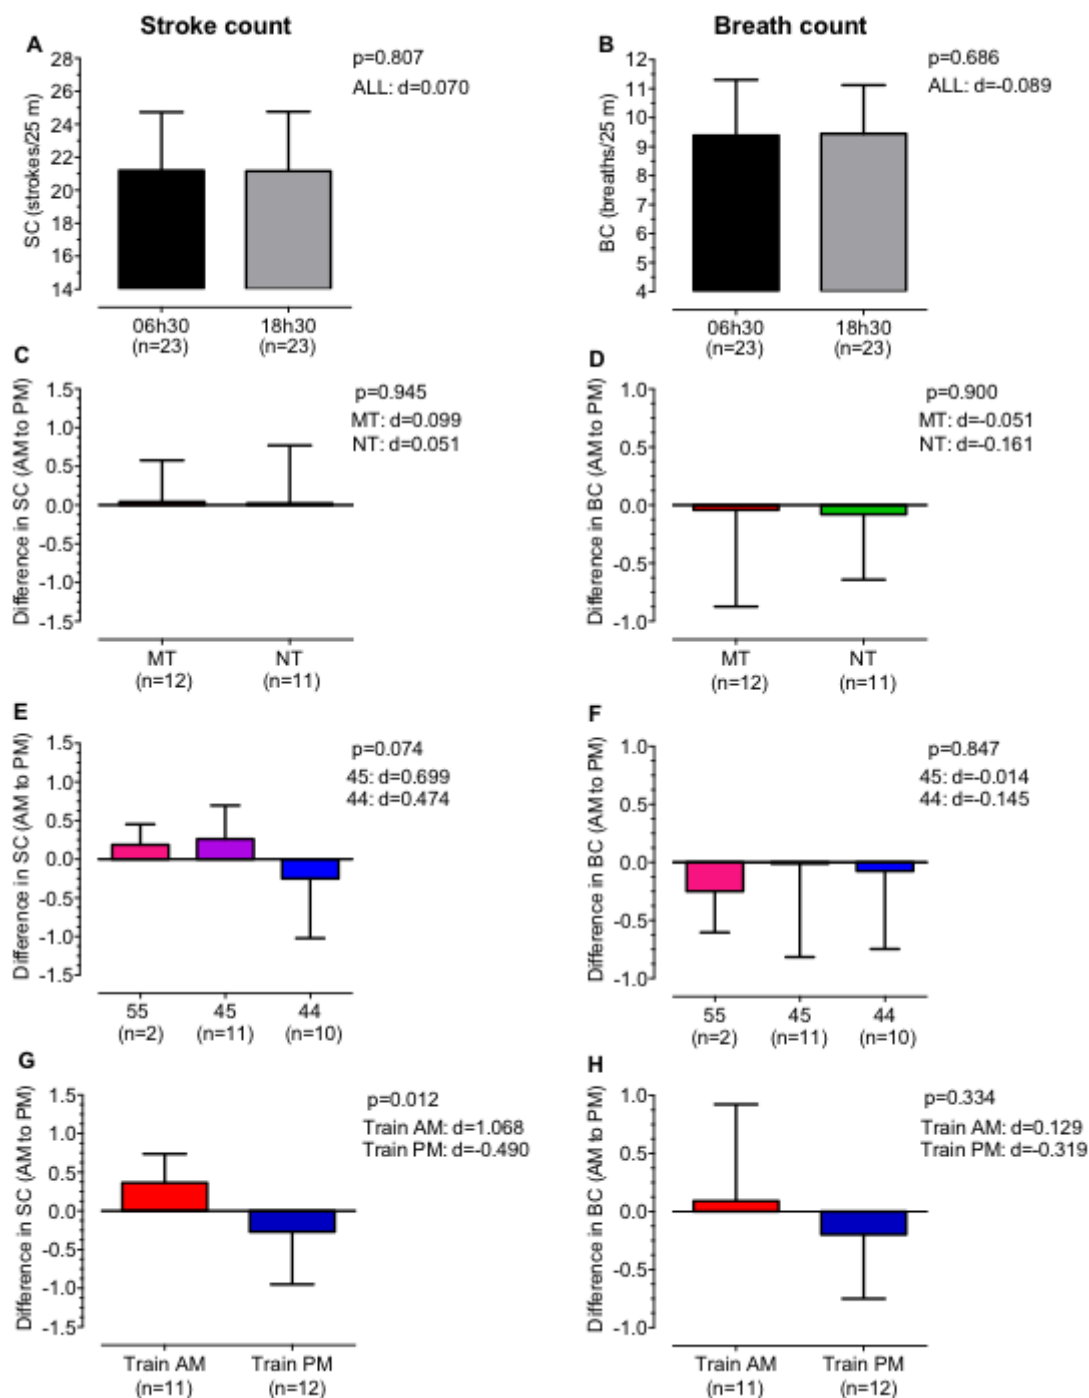 Stroke count
A
SC (strokes/25 m)
28
26
24
22
20
18
16
14
06h30
(n=23)
18h30
(n=23)
p=0.807
ALL: d=0.070
Breath count
B
BC (breaths/25 m)
12
11
10
9
8
7
6
5
4
06h30
(n=23)
18h30
(n=23)
p=0.686
ALL: d=-0.089
C
Difference in SC (AM to PM)
1.5
1.0
0.5
0.0
-0.5
-1.0
-1.5
MT
(n=12)
NT
(n=11)
p=0.945
MT: d=0.099
NT: d=0.051
D
Difference in BC (AM to PM)
1.0
0.5
0.0
-0.5
-1.0
MT
(n=12)
NT
(n=11)
p=0.900
MT: d=-0.051
NT: d=-0.161
E
Difference in SC (AM to PM)
1.5
1.0
0.5
0.0
-0.5
-1.0
-1.5
55
(n=2)
45
(n=11)
44
(n=10)
p=0.074
45: d=0.699
44: d=0.474
F
Difference in BC (AM to PM)
1.0
0.5
0.0
-0.5
-1.0
55
(n=2)
45
(n=11)
44
(n=10)
p=0.847
45: d=-0.014
44: d=-0.145
G
Difference in SC (AM to PM)
1.5
1.0
0.5
0.0
-0.5
-1.0
-1.5
Train AM
(n=11)
Train PM
(n=12)
p=0.012
Train AM: d=1.068
Train PM: d=-0.490
H
Difference in BC (AM to PM)
1.0
0.5
0.0
-0.5
-1.0
Train AM
(n=11)
Train PM
(n=12)
p=0.334
Train AM: d=0.129
Train PM: d=-0.319